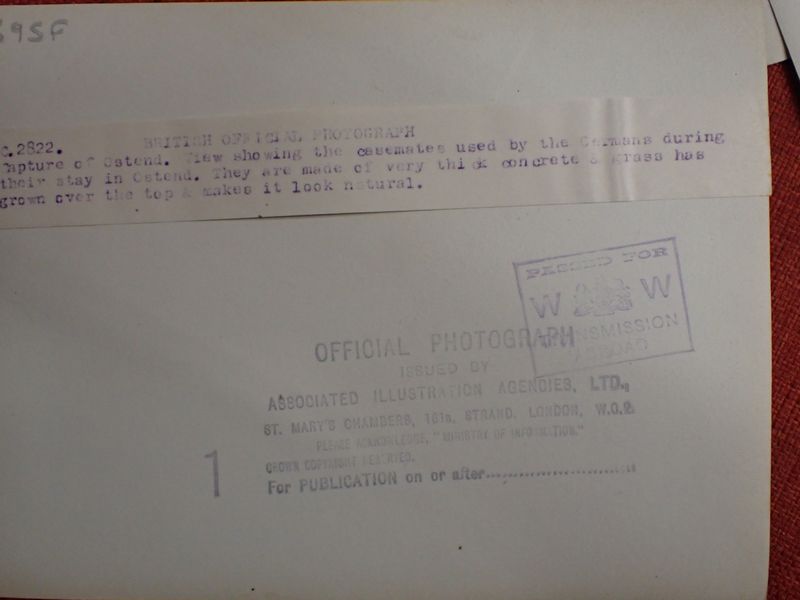 39SF
C.2822. BRITISH OFFICIAL PHOTOGRAPH
Capture of Ostend. View showing the casemates used by the Germans during
their stay in Ostend. They are made of very thick concrete & grass has
grown over the top & makes it look natural.
PASSED FOR
W W
TRANSMISSION
ABROAD
OFFICIAL PHOTOGRAPH
ISSUED BY
ASSOCIATED ILLUSTRATION AGENCIES, LTD.,
ST. MARY'S CHAMBERS, 161a, STRAND, LONDON, W.C.2.
PLEASE ACKNOWLEDGE, "MINISTRY OF INFORMATION."
CROWN COPYRIGHT RESERVED.
1
For PUBLICATION on or after